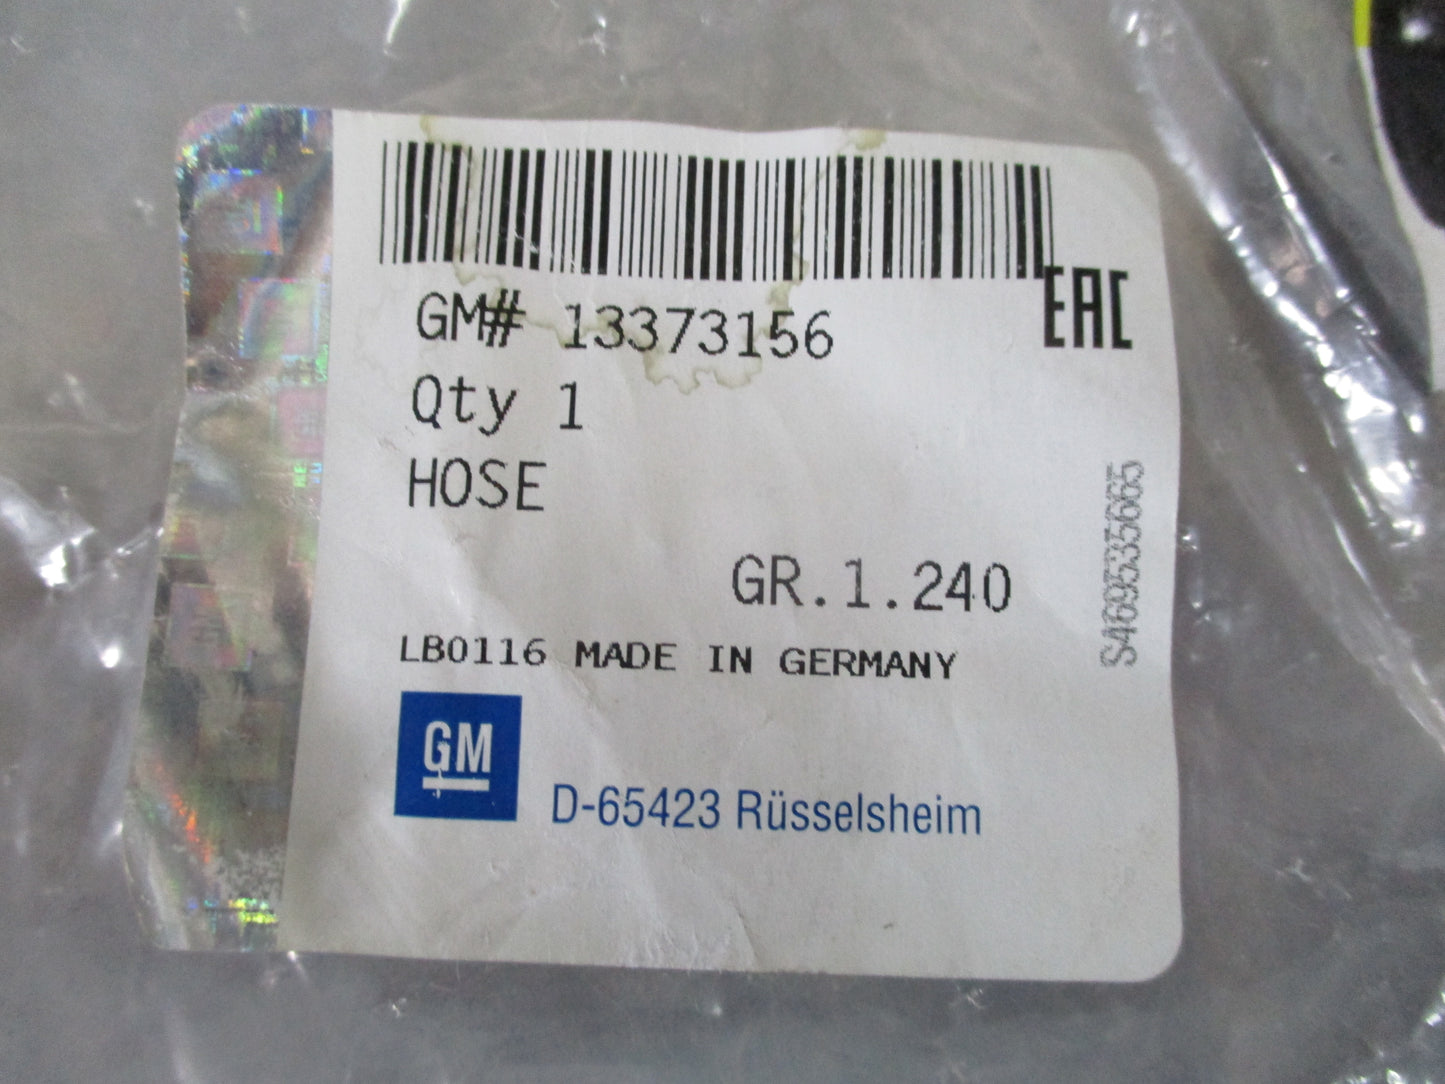 GM# 13373156
EAC
Qty 1
HOSE
GR.1.240
LB0116 MADE IN GERMANY
S469535665
GM
D-65423 Rüsselsheim